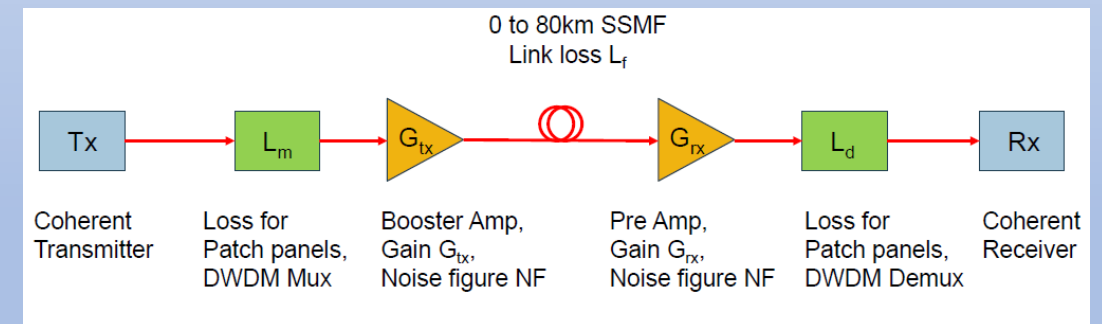 0 to 80km SSMF
Link loss Lf
Tx
Lm
Gtx
Grx
Ld
Rx
Coherent
Transmitter
Loss for
Patch panels,
DWDM Mux
Booster Amp,
Gain Gtx,
Noise figure NF
Pre Amp,
Gain Grx,
Noise figure NF
Loss for
Patch panels,
DWDM Demux
Coherent
Receiver